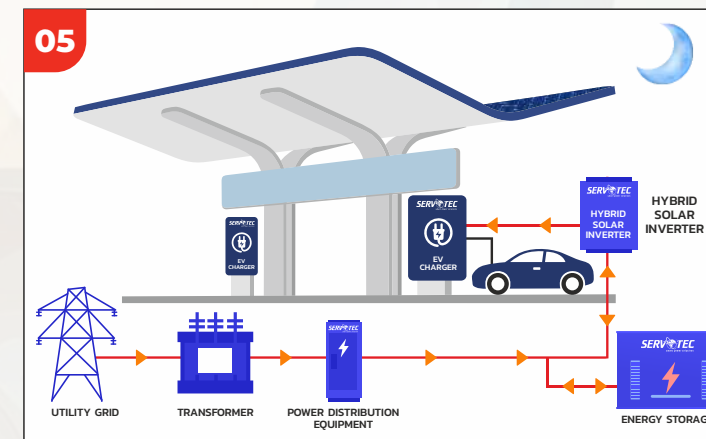 05
SERVOTEC
HYBRID
SOLAR
INVERTER
HYBRID
SOLAR
INVERTER
SERVOTEC
EV
CHARGER
SERVOTEC
EV
CHARGER
SERVOTEC
SERVOTEC
UTILITY GRID
TRANSFORMER
POWER DISTRIBUTION
EQUIPMENT
ENERGY STORAG